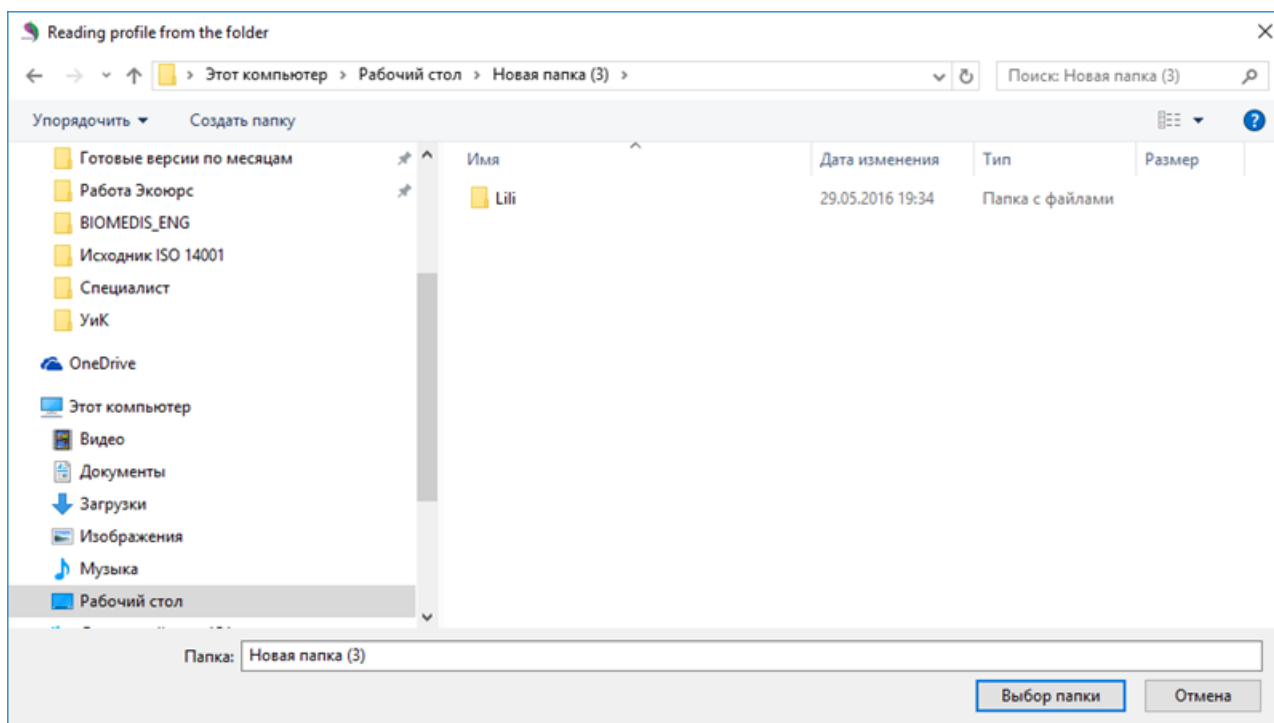 Reading profile from the folder
Этот компьютер › Рабочий стол › Новая папка (3) ›
Поиск: Новая папка (3)
Упорядочить Создать папку
Имя Дата изменения Тип Размер
Готовые версии по месяцам
Работа Экоюрс
BIOMEDIS_ENG
Исходник ISO 14001
Специалист
УиК
OneDrive
Этот компьютер
Видео
Документы
Загрузки
Изображения
Музыка
Рабочий стол
Lili 29.05.2016 19:34 Папка с файлами
Папка: Новая папка (3)
Выбор папки Отмена